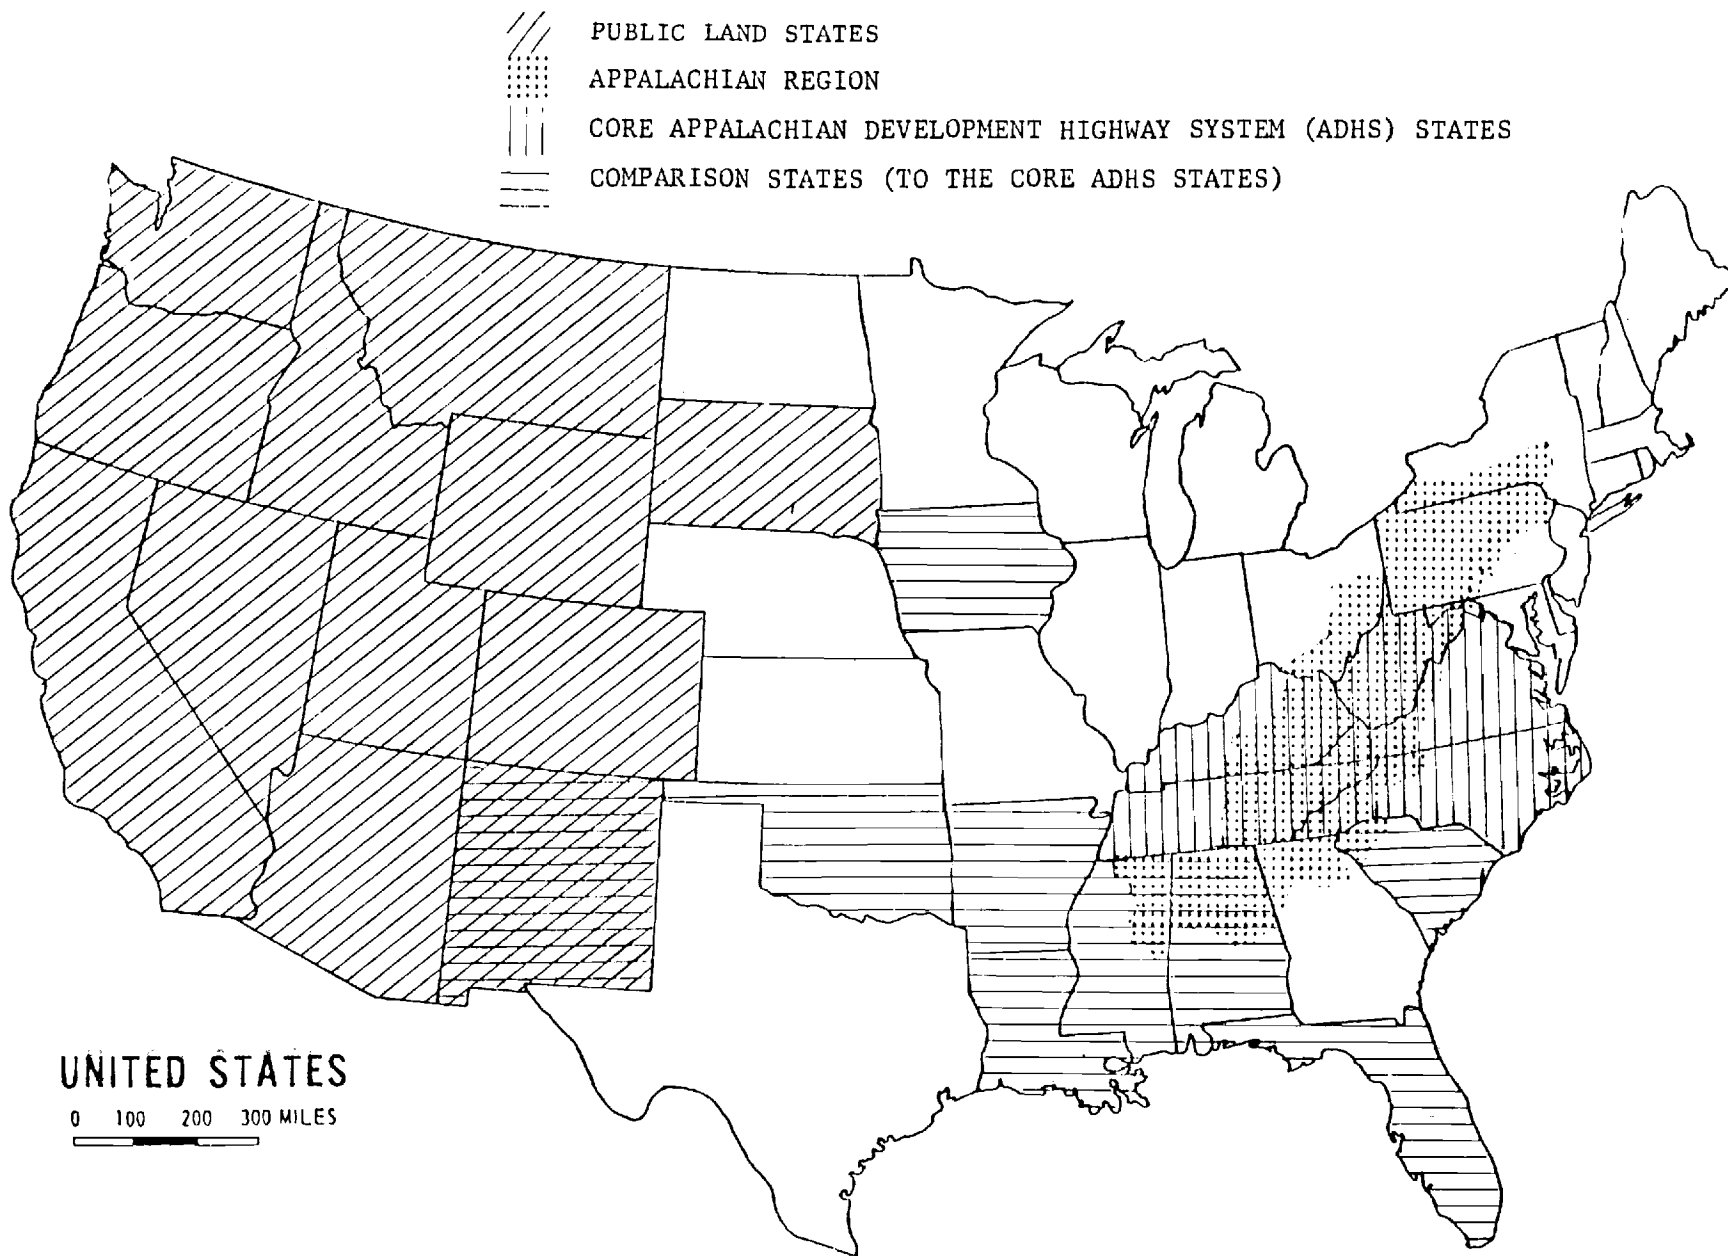 PUBLIC LAND STATES
APPALACHIAN REGION
CORE APPALACHIAN DEVELOPMENT HIGHWAY SYSTEM (ADHS) STATES
COMPARISON STATES (TO THE CORE ADHS STATES)
UNITED STATES
0 100 200 300 MILES